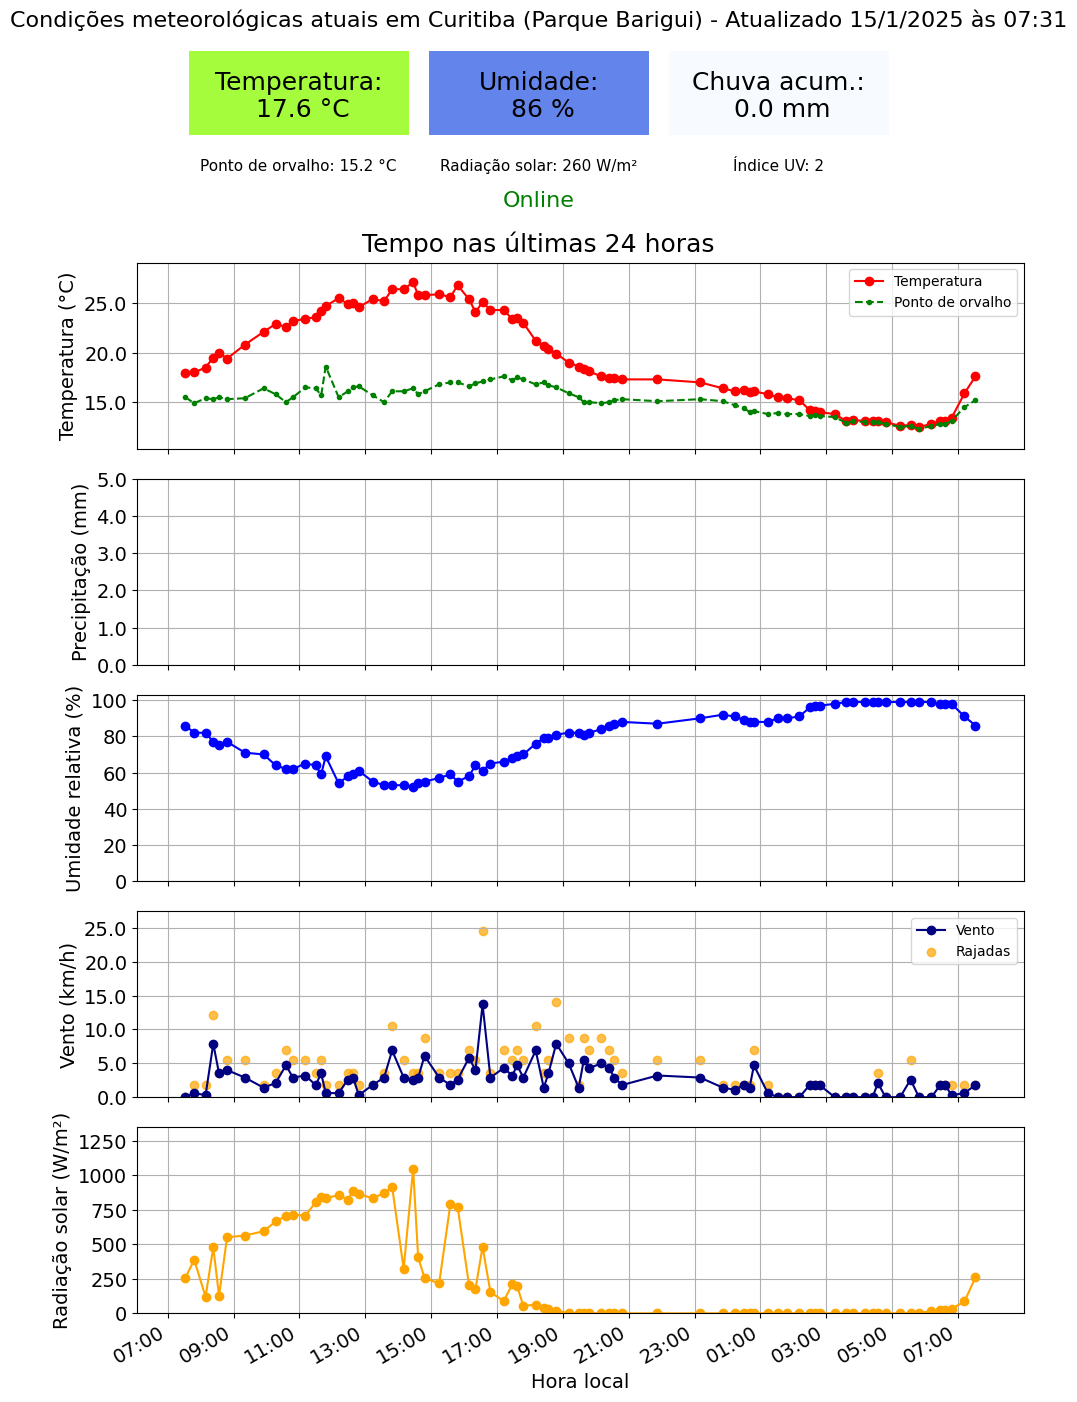 Condições meteorológicas atuais em Curitiba (Parque Barigui) - Atualizado 15/1/2025 às 07:31
Temperatura:
17.6 °C
Umidade:
86 %
Chuva acum.:
0.0 mm
Ponto de orvalho: 15.2 °C
Radiação solar: 260 W/m²
Índice UV: 2
Online
Tempo nas últimas 24 horas
Temperatura (°C)
25.0
20.0
15.0
Temperatura
Ponto de orvalho
Precipitação (mm)
5.0
4.0
3.0
2.0
1.0
0.0
Umidade relativa (%)
100
80
60
40
20
0
Vento (km/h)
25.0
20.0
15.0
10.0
5.0
0.0
Vento
Rajadas
Radiação solar (W/m²)
1250
1000
750
500
250
0
07:00
09:00
11:00
13:00
15:00
17:00
19:00
21:00
23:00
01:00
03:00
05:00
07:00
Hora local